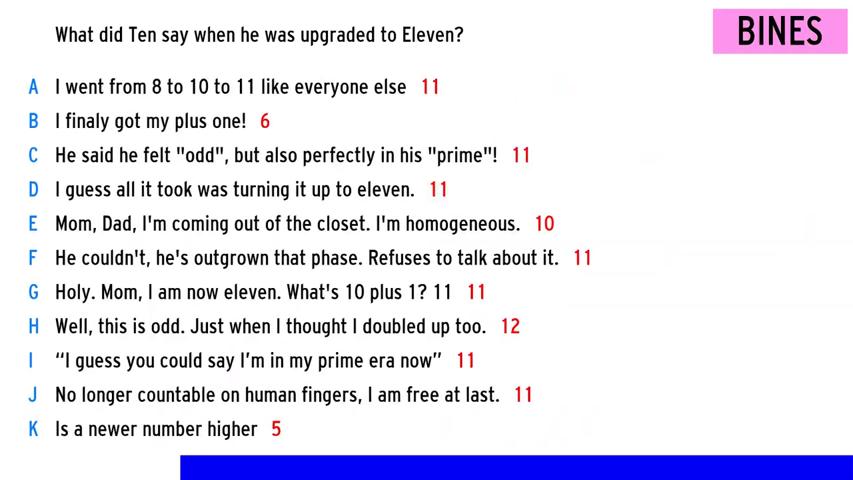 What did Ten say when he was upgraded to Eleven?
BINES
A I went from 8 to 10 to 11 like everyone else 11
B I finaly got my plus one! 6
C He said he felt "odd", but also perfectly in his "prime"! 11
D I guess all it took was turning it up to eleven. 11
E Mom, Dad, I'm coming out of the closet. I'm homogeneous. 10
F He couldn't, he's outgrown that phase. Refuses to talk about it. 11
G Holy. Mom, I am now eleven. What's 10 plus 1? 11 11
H Well, this is odd. Just when I thought I doubled up too. 12
I “I guess you could say I’m in my prime era now” 11
J No longer countable on human fingers, I am free at last. 11
K Is a newer number higher 5